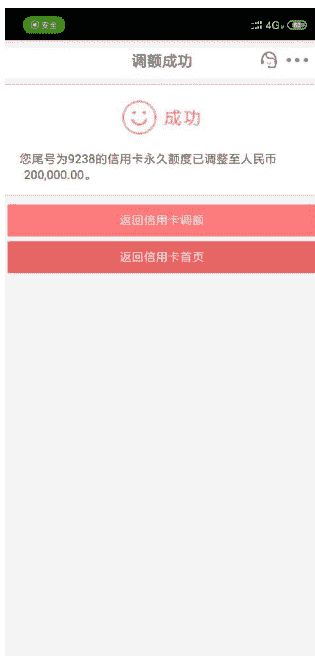 安全
4G
调额成功
成功
您尾号为9238的信用卡永久额度已调整至人民币
200,000.00。
返回信用卡调额
返回信用卡首页